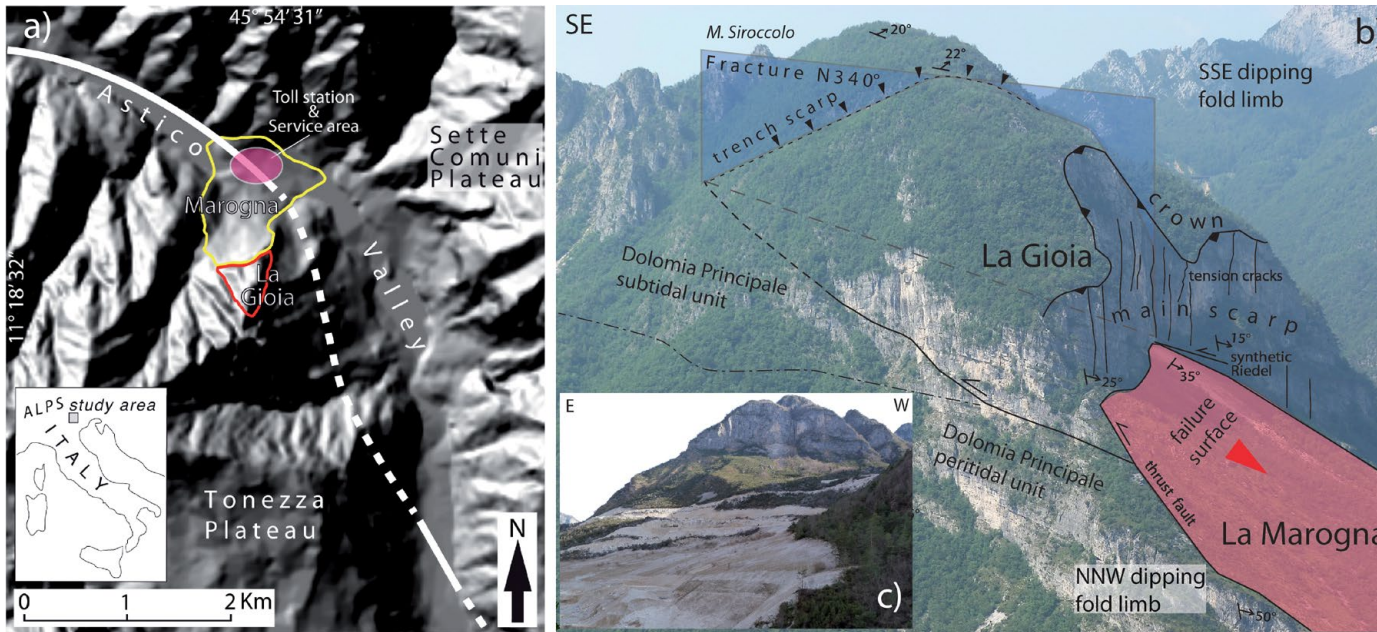 a)
45° 54' 31"
Astico
Valley
Toll station
&
Service area
Sette
Comuni
Plateau
Marogna
La
Gioia
11° 18' 32"
ALPS study area
ITALY
Tonezza
Plateau
N
0 1 2 Km
SE
b)
M. Siroccolo
20°
22°
Fracture N340°
trench scarp
SSE dipping
fold limb
crown
La Gioia
tension cracks
main scarp
Dolomia Principale
subtidal unit
15°
synthetic
Riedel
25°
35°
failure
surface
thrust fault
Dolomia Principale
peritidal unit
La Marogna
NNW dipping
fold limb
50°
E W
c)